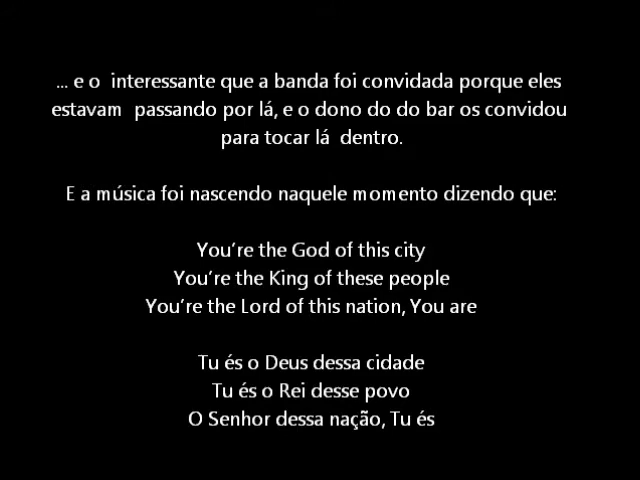 ... e o interessante que a banda foi convidada porque eles
estavam passando por lá, e o dono do do bar os convidou
para tocar lá dentro.
E a música foi nascendo naquele momento dizendo que:
You're the God of this city
You're the King of these people
You're the Lord of this nation, You are
Tu és o Deus dessa cidade
Tu és o Rei desse povo
O Senhor dessa nação, Tu és